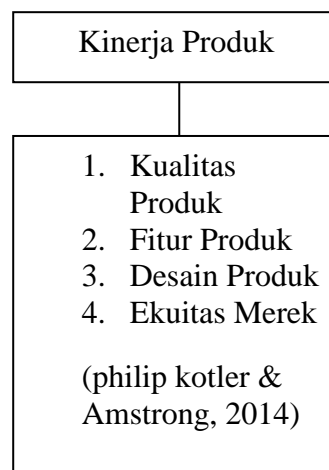 Kinerja Produk
1. Kualitas
Produk
2. Fitur Produk
3. Desain Produk
4. Ekuitas Merek
(philip kotler &
Amstrong, 2014)